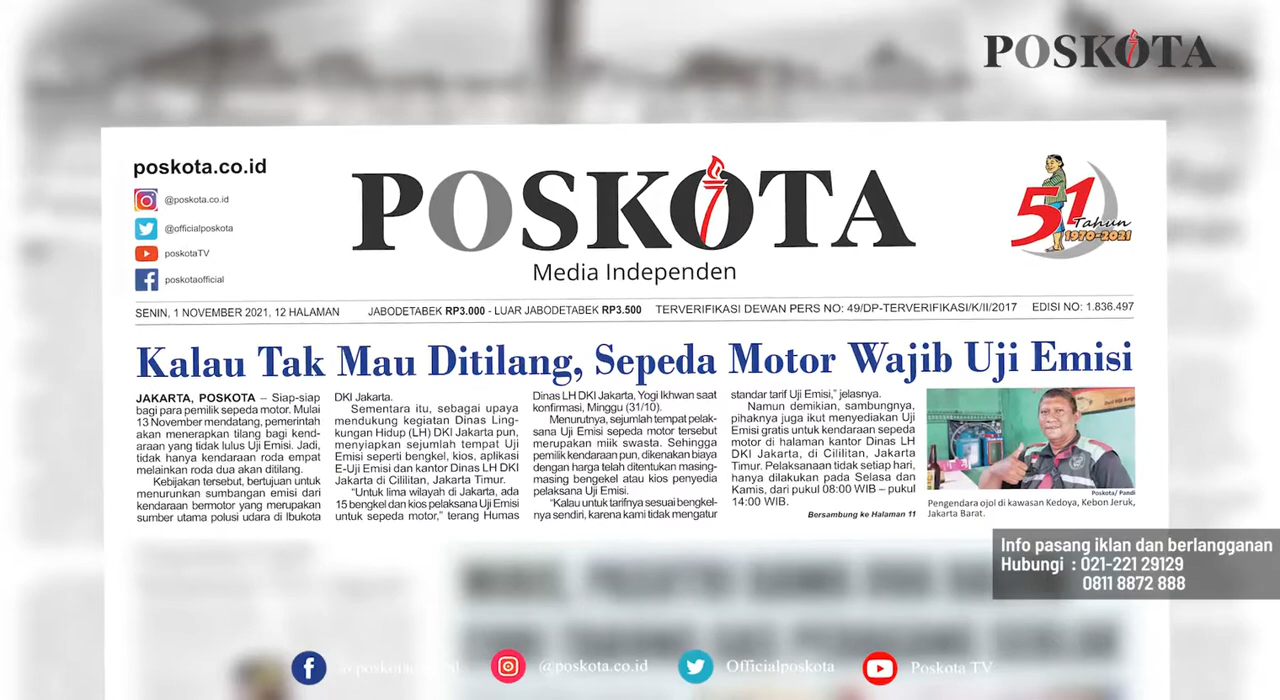 POSKOTA
poskota.co.id
@poskota.co.id
@officialposkota
poskotaTV
poskotaofficial
POSKOTA
Media Independen
51 Tahun
1970-2021
SENIN, 1 NOVEMBER 2021, 12 HALAMAN JABODETABEK RP3.000 - LUAR JABODETABEK RP3.500 TERVERIFIKASI DEWAN PERS NO: 49/DP-TERVERIFIKASI/K/II/2017 EDISI NO: 1.836.497
Kalau Tak Mau Ditilang, Sepeda Motor Wajib Uji Emisi
JAKARTA, POSKOTA – Siap-siap
bagi para pemilik sepeda motor. Mulai
13 November mendatang, pemerintah
akan menerapkan tilang bagi kend-
araan yang tidak lulus Uji Emisi. Jadi,
tidak hanya kendaraan roda empat
melainkan roda dua akan ditilang.
Kebijakan tersebut, bertujuan untuk
menurunkan sumbangan emisi dari
kendaraan bermotor yang merupakan
sumber utama polusi udara di Ibukota
DKI Jakarta.
Sementara itu, sebagai upaya
mendukung kegiatan Dinas Ling-
kungan Hidup (LH) DKI Jakarta pun,
menyiapkan sejumlah tempat Uji
Emisi seperti bengkel, kios, aplikasi
E-Uji Emisi dan kantor Dinas LH DKI
Jakarta di Cililitan, Jakarta Timur.
“Untuk lima wilayah di Jakarta, ada
15 bengkel dan kios pelaksana Uji Emisi
untuk sepeda motor,” terang Humas
Dinas LH DKI Jakarta, Yogi Ikhwan saat
konfirmasi, Minggu (31/10).
Menurutnya, sejumlah tempat pelak-
sana Uji Emisi sepeda motor tersebut
merupakan miik swasta. Sehingga
pemilik kendaraan pun, dikenakan biaya
dengan harga telah ditentukan masing-
masing bengekel atau kios penyedia
pelaksana Uji Emisi.
“Kalau untuk tarifnya sesuai bengkel-
nya sendiri, karena kami tidak mengatur
standar tarif Uji Emisi,” jelasnya.
Namun demikian, sambungnya,
pihaknya juga ikut menyediakan Uji
Emisi gratis untuk kendaraan sepeda
motor di halaman kantor Dinas LH
DKI Jakarta, di Cililitan, Jakarta
Timur. Pelaksanaan tidak setiap hari,
hanya dilakukan pada Selasa dan
Kamis, dari pukul 08:00 WIB – pukul
14:00 WIB.
Bersambung ke Halaman 11
Poskota/ Pandi
Pengendara ojol di kawasan Kedoya, Kebon Jeruk,
Jakarta Barat.
Info pasang iklan dan berlangganan
Hubungi : 021-221 29129
0811 8872 888
@poskota.co.id
Officialposkota
Poskota TV